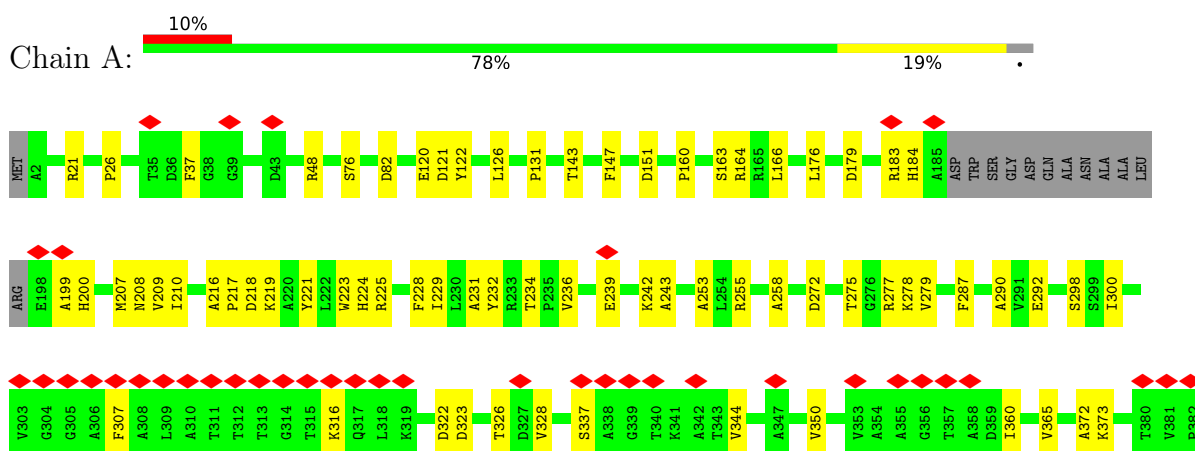 10%
Chain A:
78%
19%
•
MET A2 R21 P26 T35 D36 F37 G38 G39 D43 R48 S76 D82 E120 D121 Y122 L126 P131 T143 F147 D151 P160 S163 R164 R165 L166 L176 D179 R183 H184 A185 ASP TRP SER GLY ASP GLN ALA ASN ALA ALA LEU
ARG E198 A199 H200 M207 N208 V209 I210 A216 P217 D218 K219 A220 Y221 L222 W223 H224 R225 F228 I229 L230 A231 Y232 R233 T234 P235 V236 E239 K242 A243 A253 L254 R255 A258 D272 T275 G276 R277 K278 V279 F287 A290 V291 E292 S298 S299 I300
V303 G304 G305 A306 F307 A308 L309 A310 T311 T312 T313 G314 T315 K316 Q317 L318 K319 D322 D323 T326 D327 V328 S337 A338 G339 T340 K341 A342 T343 V344 A347 V350 V353 A354 A355 G356 T357 A358 D359 I360 V365 A372 K373 T380 V381